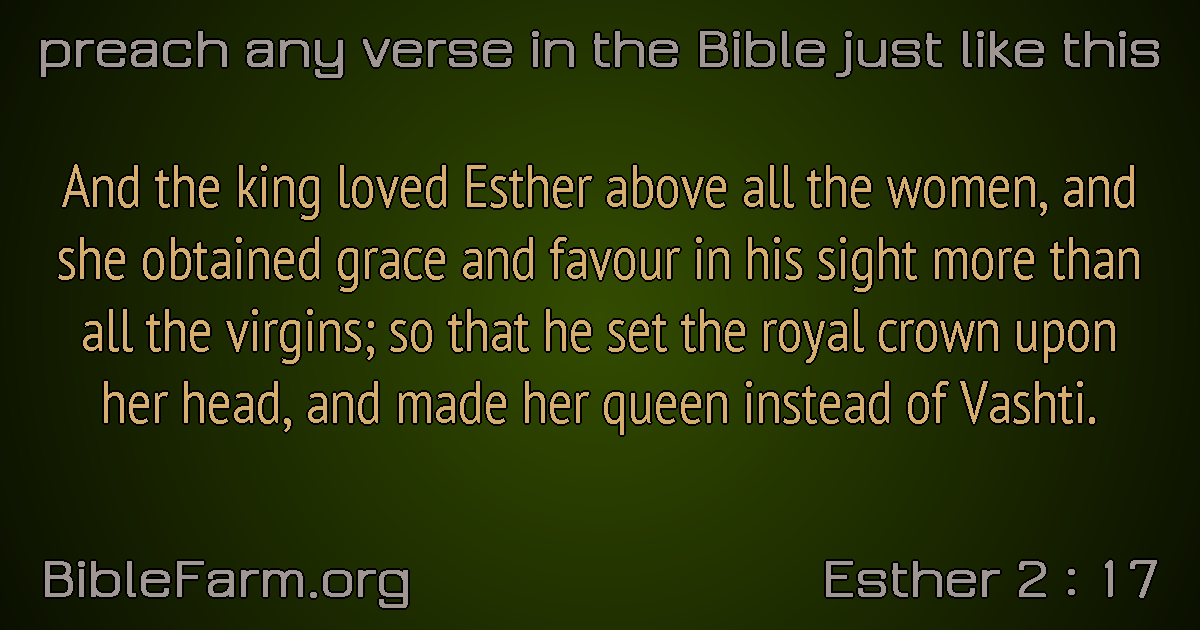 preach any verse in the Bible just like this
And the king loved Esther above all the women, and
she obtained grace and favour in his sight more than
all the virgins; so that he set the royal crown upon
her head, and made her queen instead of Vashti.
BibleFarm.org
Esther 2 : 17